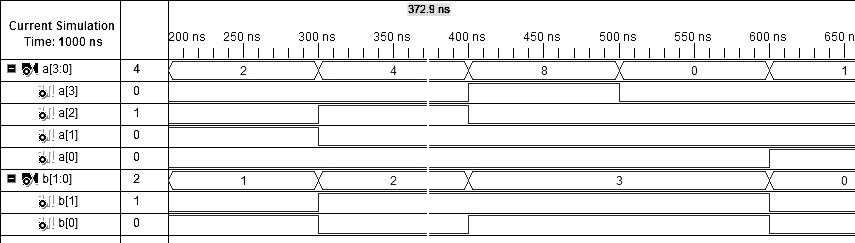 372.9 ns
Current Simulation
Time: 1000 ns
200 ns 250 ns 300 ns 350 ns 400 ns 450 ns 500 ns 550 ns 600 ns 650 n
a[3:0] 4 2 4 8 0 1
a[3] 0
a[2] 1
a[1] 0
a[0] 0
b[1:0] 2 1 2 3 0
b[1] 1
b[0] 0